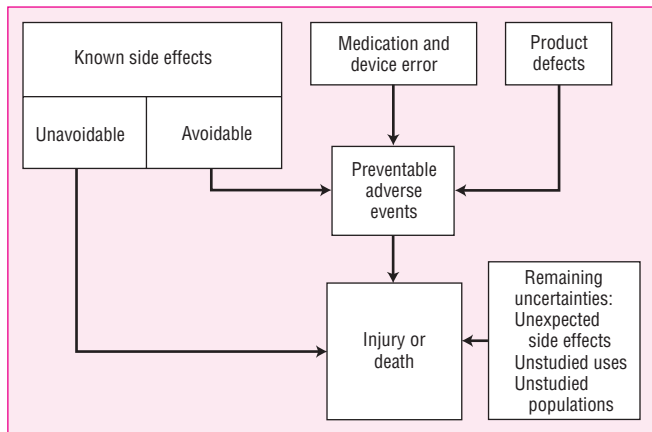 Known side effects
Unavoidable
Avoidable
Medication and
device error
Product
defects
Preventable
adverse
events
Injury or
death
Remaining
uncertainties:
Unexpected
side effects
Unstudied uses
Unstudied
populations